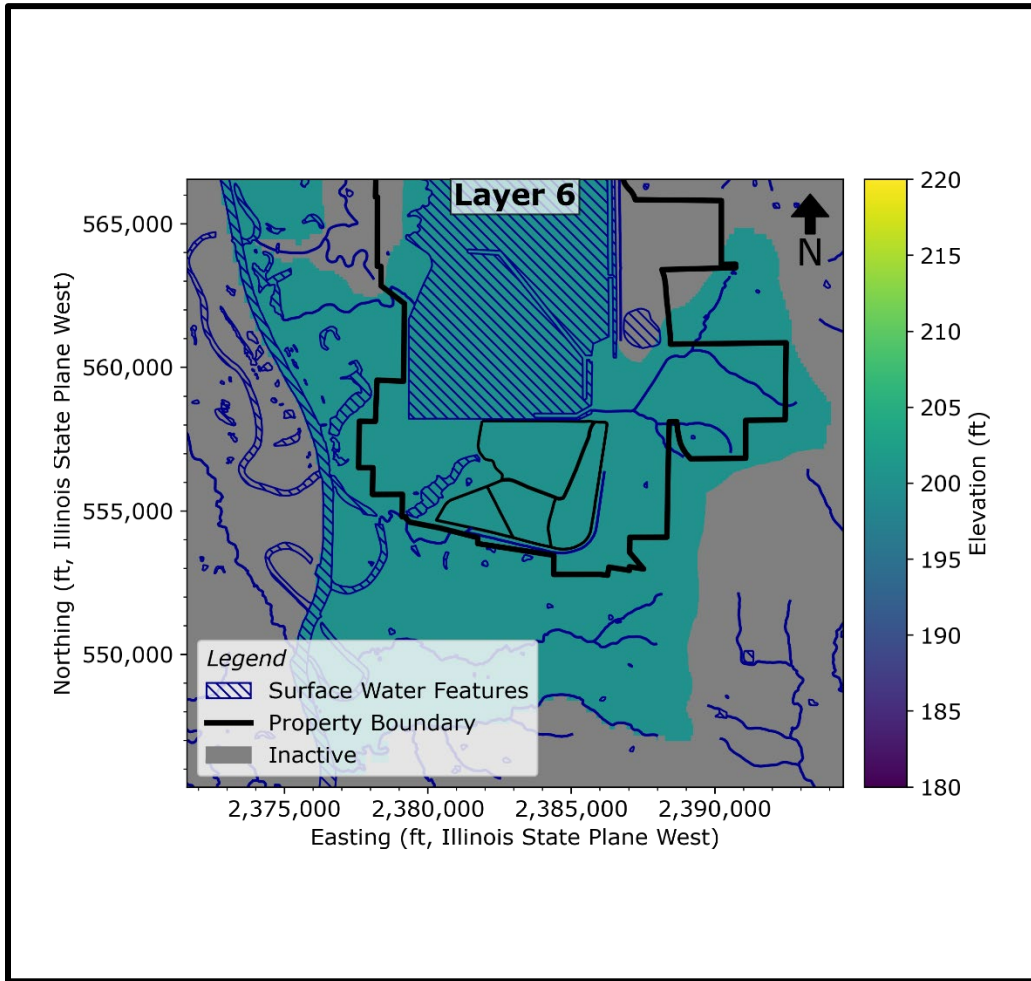 Layer 6
N
565,000
560,000
555,000
550,000
Northing (ft, Illinois State Plane West)
Legend
Surface Water Features
Property Boundary
Inactive
2,375,000 2,380,000 2,385,000 2,390,000
Easting (ft, Illinois State Plane West)
220
215
210
205
200
195
190
185
180
Elevation (ft)